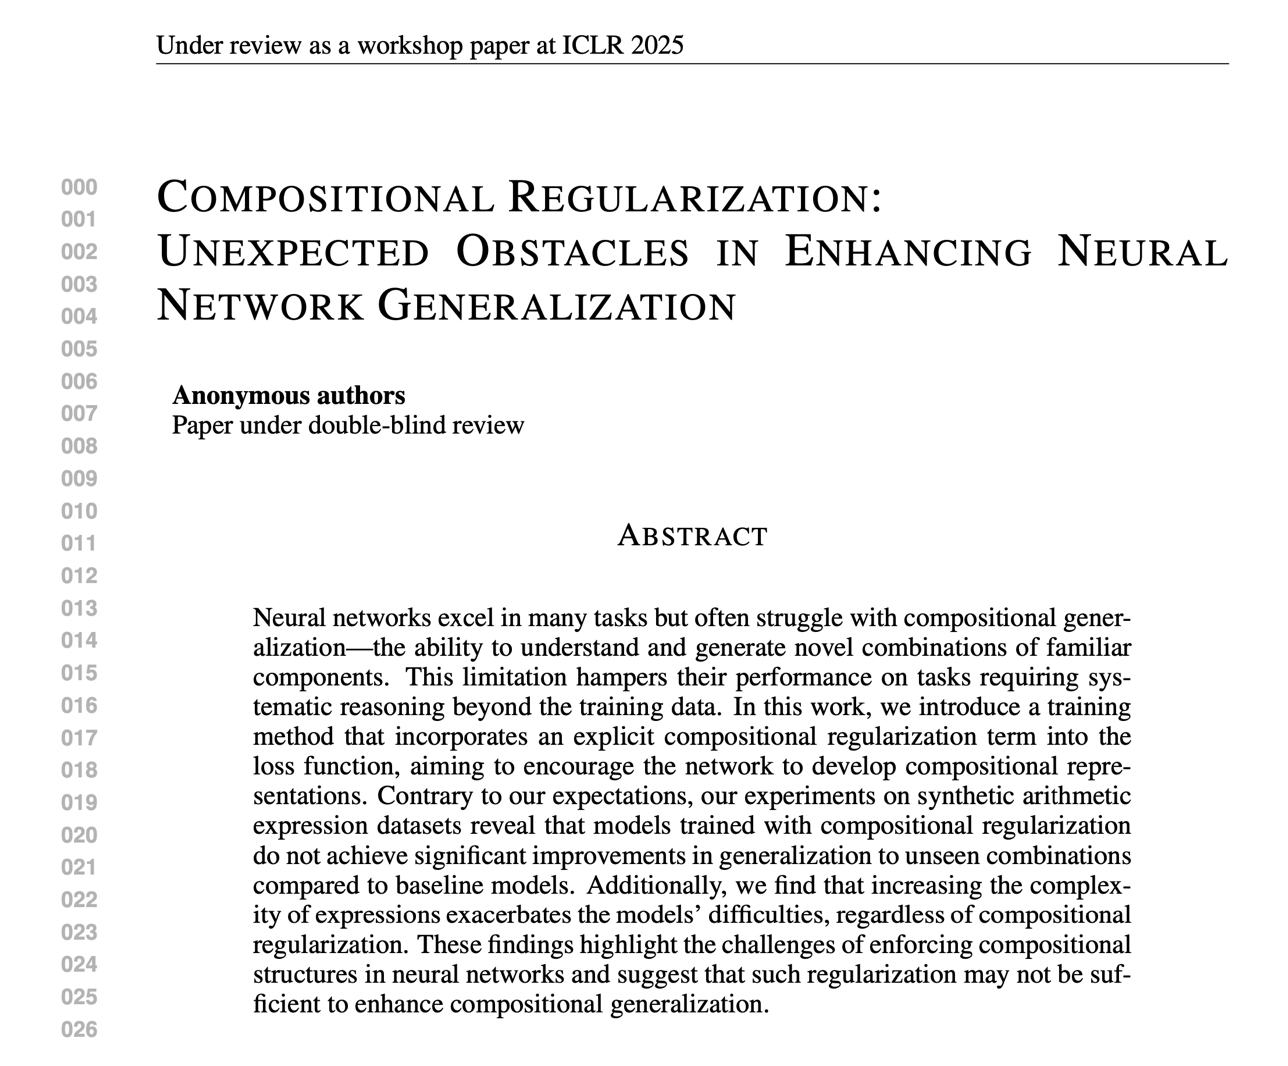 Under review as a workshop paper at ICLR 2025
000
001
002
003
004
005
006
007
008
009
010
011
012
013
014
015
016
017
018
019
020
021
022
023
024
025
026
COMPOSITIONAL REGULARIZATION:
UNEXPECTED OBSTACLES IN ENHANCING NEURAL
NETWORK GENERALIZATION
Anonymous authors
Paper under double-blind review
ABSTRACT
Neural networks excel in many tasks but often struggle with compositional gener-
alization—the ability to understand and generate novel combinations of familiar
components. This limitation hampers their performance on tasks requiring sys-
tematic reasoning beyond the training data. In this work, we introduce a training
method that incorporates an explicit compositional regularization term into the
loss function, aiming to encourage the network to develop compositional repre-
sentations. Contrary to our expectations, our experiments on synthetic arithmetic
expression datasets reveal that models trained with compositional regularization
do not achieve significant improvements in generalization to unseen combinations
compared to baseline models. Additionally, we find that increasing the complex-
ity of expressions exacerbates the models' difficulties, regardless of compositional
regularization. These findings highlight the challenges of enforcing compositional
structures in neural networks and suggest that such regularization may not be suf-
ficient to enhance compositional generalization.